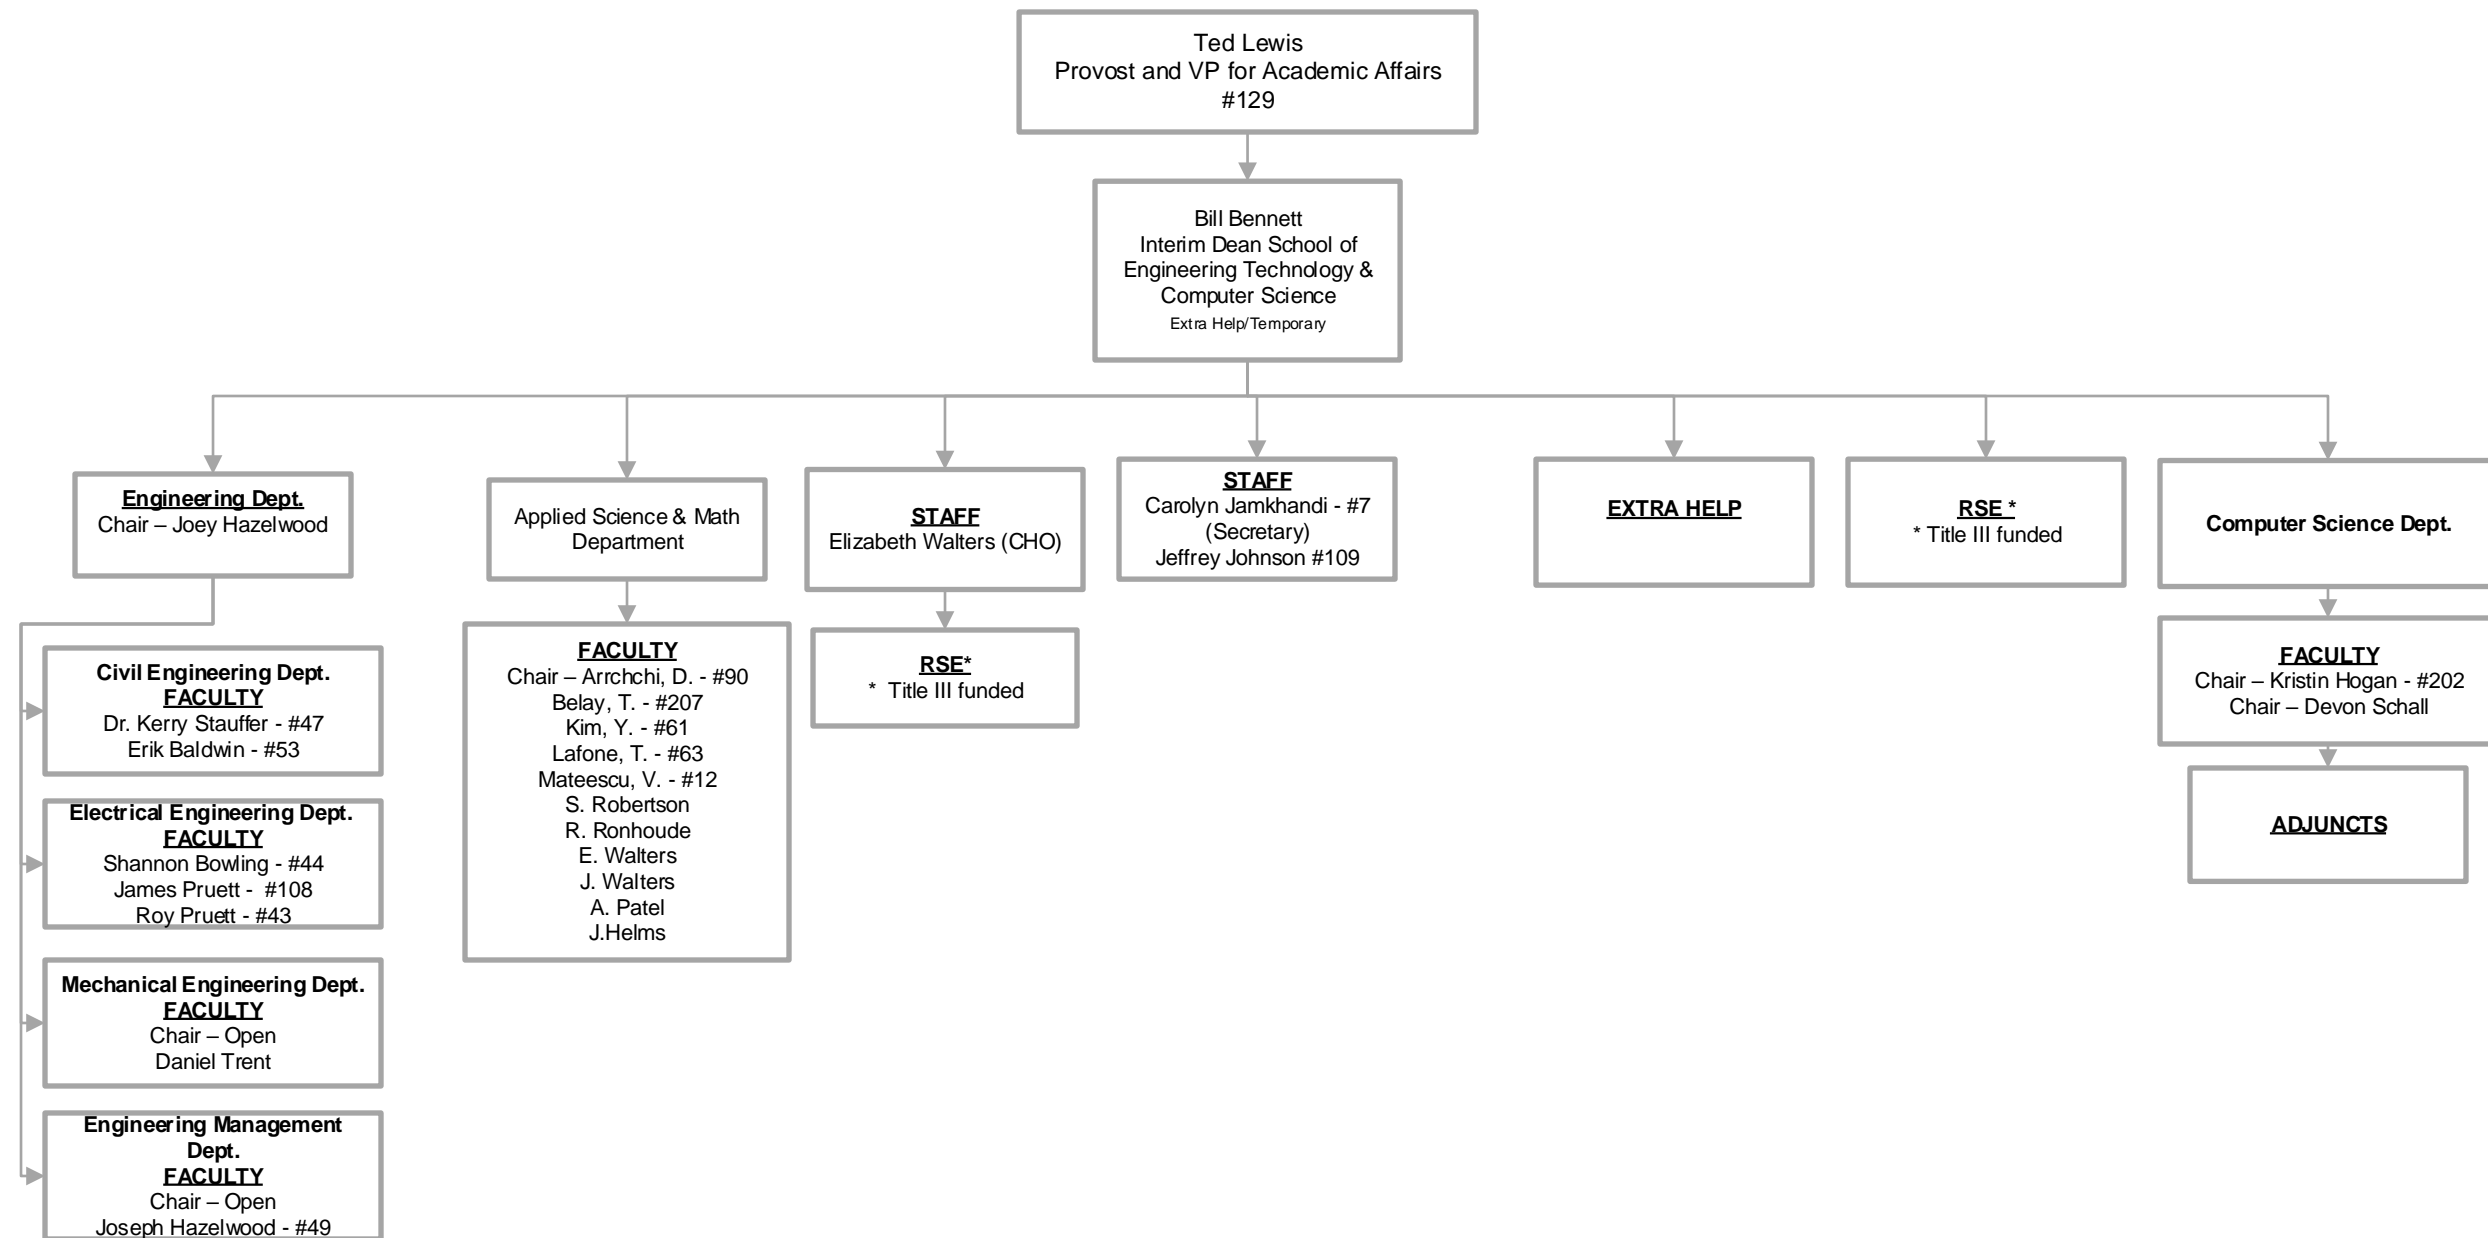 Ted Lewis
Provost and VP for Academic Affairs
#129
Bill Bennett
Interim Dean School of
Engineering Technology &
Computer Science
Extra Help/Temporary
Engineering Dept.
Chair – Joey Hazelwood
Applied Science & Math
Department
STAFF
Elizabeth Walters (CHO)
STAFF
Carolyn Jamkhandi - #7
(Secretary)
Jeffrey Johnson #109
EXTRA HELP
RSE *
* Title III funded
Computer Science Dept.
Civil Engineering Dept.
FACULTY
Dr. Kerry Stauffer - #47
Erik Baldwin - #53
Electrical Engineering Dept.
FACULTY
Shannon Bowling - #44
James Pruett - #108
Roy Pruett - #43
Mechanical Engineering Dept.
FACULTY
Chair – Open
Daniel Trent
Engineering Management
Dept.
FACULTY
Chair – Open
Joseph Hazelwood - #49
FACULTY
Chair – Arrchchi, D. - #90
Belay, T. - #207
Kim, Y. - #61
Lafone, T. - #63
Mateescu, V. - #12
S. Robertson
R. Ronhoude
E. Walters
J. Walters
A. Patel
J.Helms
RSE*
* Title III funded
FACULTY
Chair – Kristin Hogan - #202
Chair – Devon Schall
ADJUNCTS